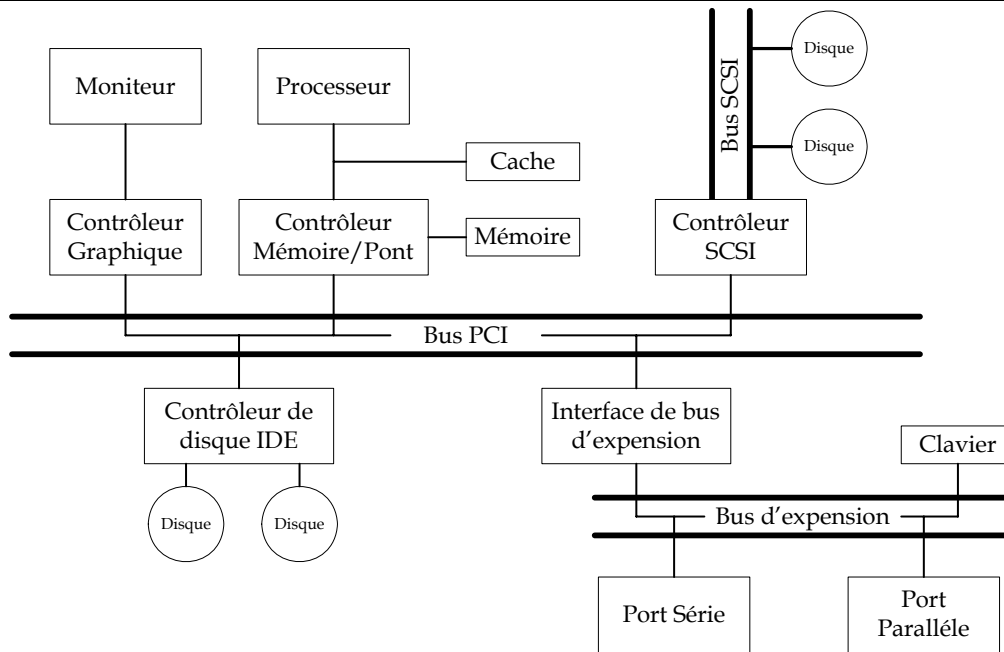 Moniteur
Processeur
Bus SCSI
Disque
Disque
Cache
Contrôleur
Graphique
Contrôleur
Mémoire/Pont
Mémoire
Contrôleur
SCSI
Bus PCI
Contrôleur de
disque IDE
Interface de bus
d’expension
Clavier
Disque
Disque
Bus d’expension
Port Série
Port
Paralléle